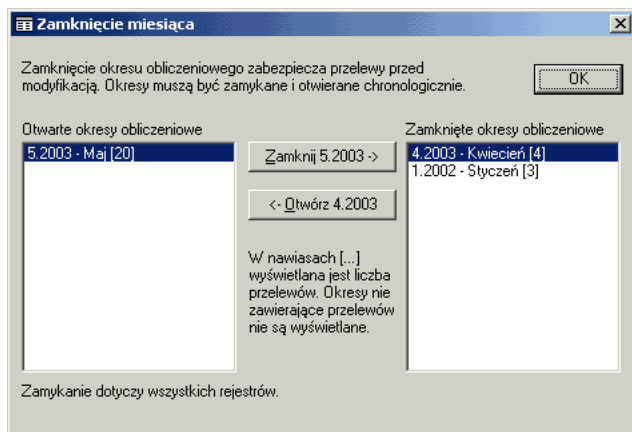 Zamknięcie miesiąca
Zamknięcie okresu obliczeniowego zabezpiecza przelewy przed
modyfikacją. Okresy muszą być zamykane i otwierane chronologicznie.
OK
Otwarte okresy obliczeniowe
5.2003 - Maj [20]
Zamknij 5.2003 ->
<- Otwórz 4.2003
W nawiasach [...]
wyświetlana jest liczba
przelewów. Okresy nie
zawierające przelewów
nie są wyświetlane.
Zamknięte okresy obliczeniowe
4.2003 - Kwiecień [4]
1.2002 - Styczeń [3]
Zamykanie dotyczy wszystkich rejestrów.